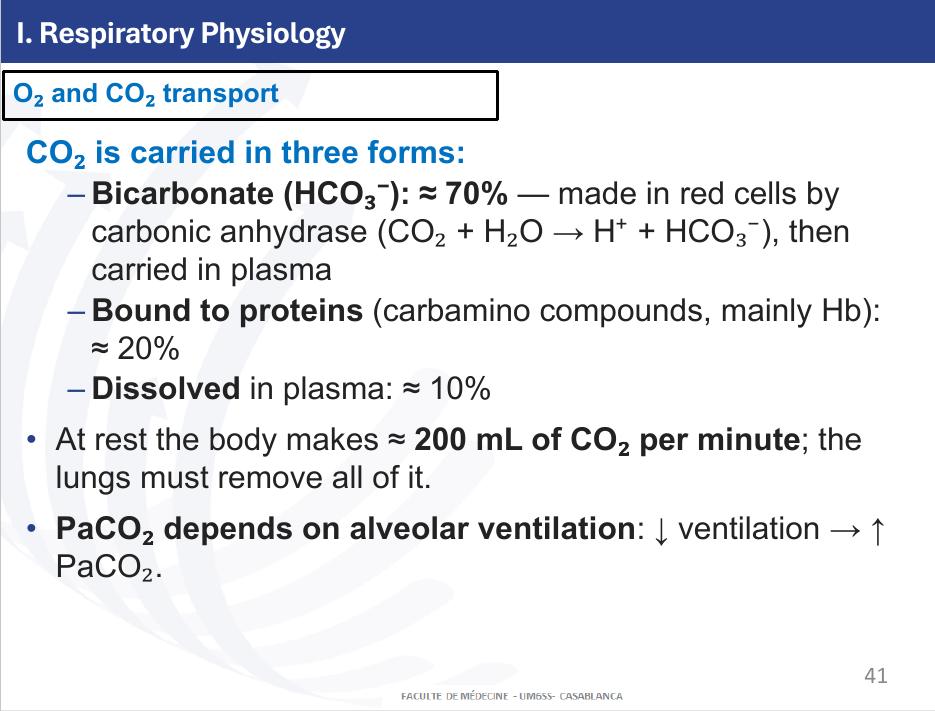 I. Respiratory Physiology
O₂ and CO₂ transport
CO₂ is carried in three forms:
– Bicarbonate (HCO₃⁻): ≈ 70% — made in red cells by
carbonic anhydrase (CO₂ + H₂O → H⁺ + HCO₃⁻), then
carried in plasma
– Bound to proteins (carbamino compounds, mainly Hb):
≈ 20%
– Dissolved in plasma: ≈ 10%
• At rest the body makes ≈ 200 mL of CO₂ per minute; the
lungs must remove all of it.
• PaCO₂ depends on alveolar ventilation: ↓ ventilation → ↑
PaCO₂.
41
FACULTE DE MÉDECINE - UM6SS- CASABLANCA